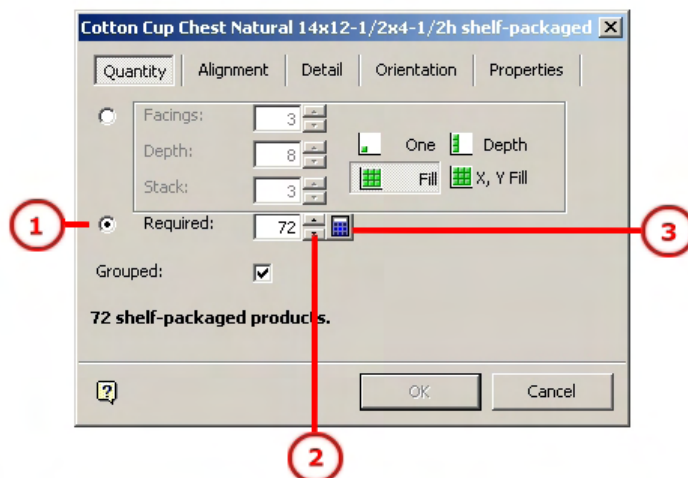 Cotton Cup Chest Natural 14x12-1/2x4-1/2h shelf-packaged
Quantity Alignment Detail Orientation Properties
Facings: 3
One Depth
Depth: 8
Fill X, Y Fill
Stack: 3
1 Required: 72 3
Grouped:
72 shelf-packaged products.
? OK Cancel
2